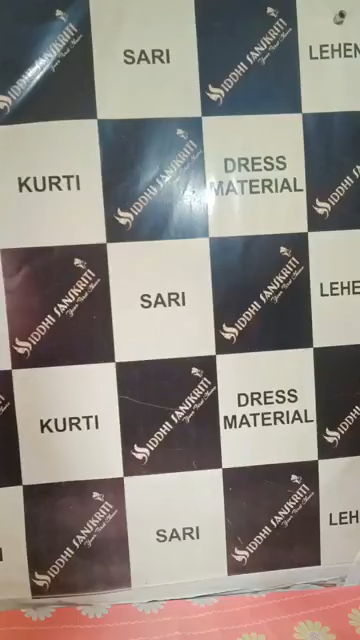 SIDDHI SANSKRITI
SARI
SIDDHI SANSKRITI
LEHEN
KURTI
SIDDHI SANSKRITI
DRESS
MATERIAL
SIDDHI SANSKRITI
SARI
SIDDHI SANSKRITI
LEHE
KURTI
SIDDHI SANSKRITI
DRESS
MATERIAL
SIDDHI SANSKRITI
SARI
SIDDHI SANSKRITI
LEH